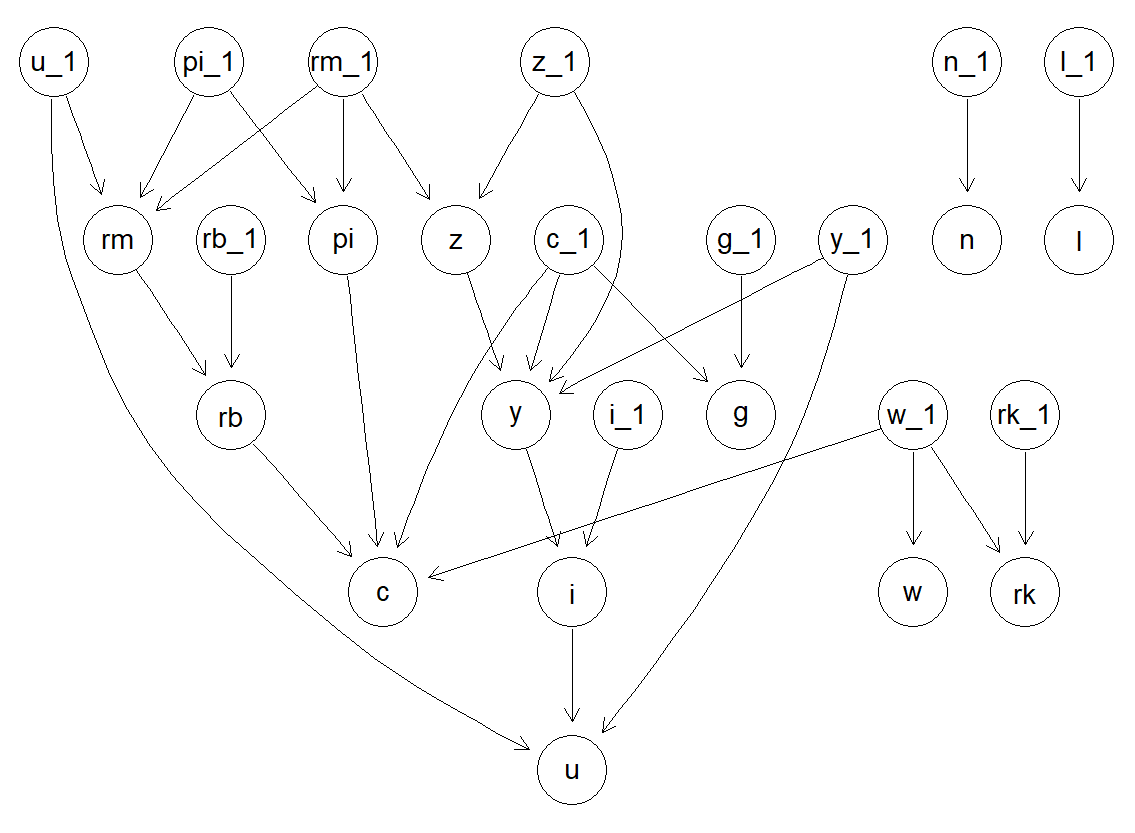 u_1 pi_1 rm_1 z_1 n_1 l_1
rm rb_1 pi z c_1 g_1 y_1 n l
rb y i_1 g w_1 rk_1
c i w rk
u